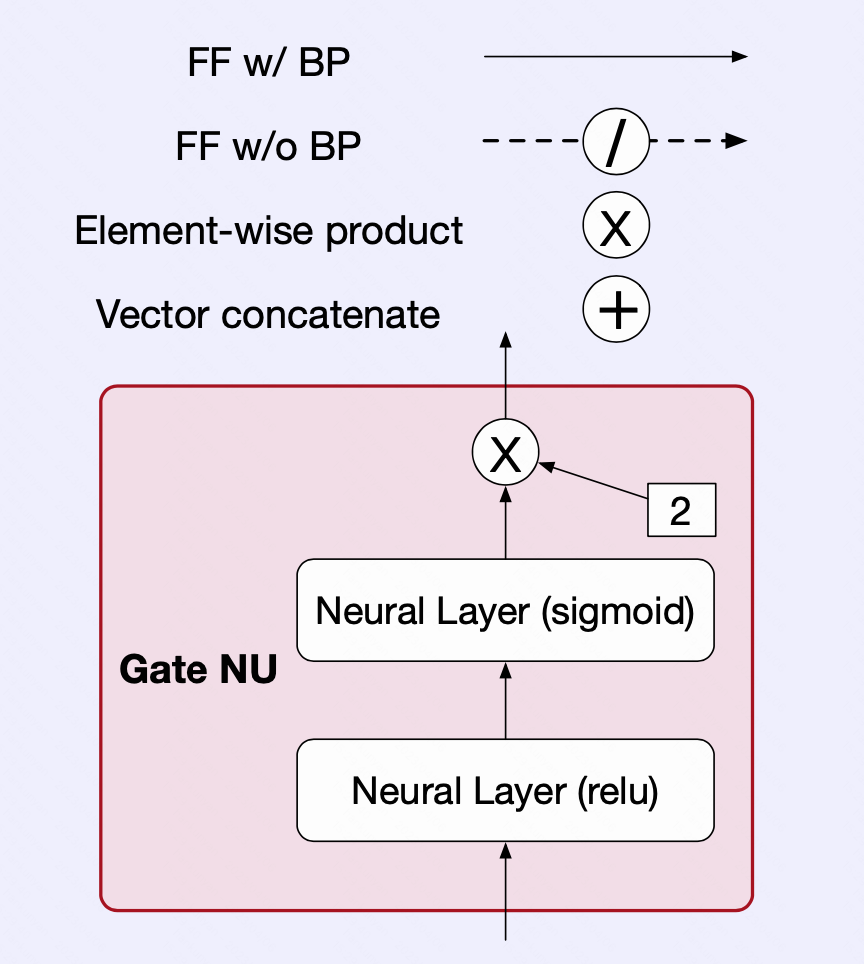 FF w/ BP
FF w/o BP
/
Element-wise product
X
Vector concatenate
+
X
2
Neural Layer (sigmoid)
Gate NU
Neural Layer (relu)